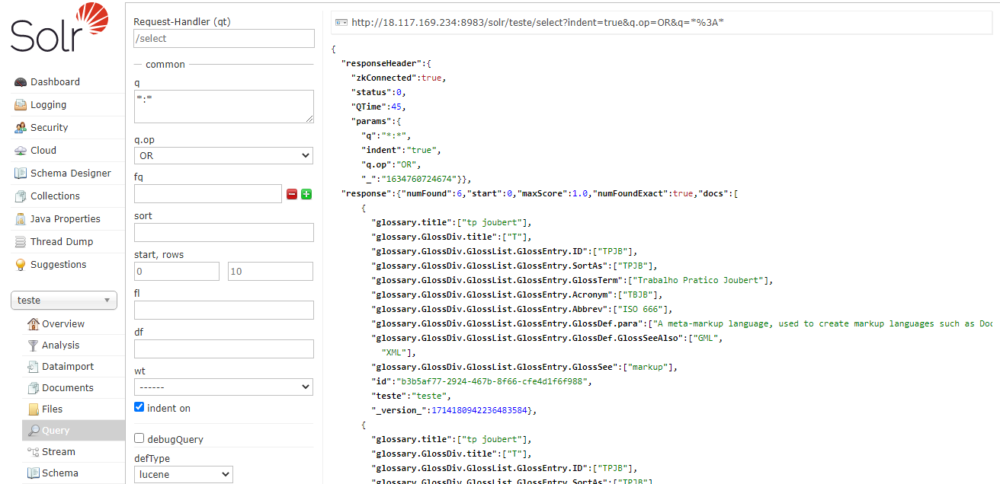 Solr
Dashboard
Logging
Security
Cloud
Schema Designer
Collections
Java Properties
Thread Dump
Suggestions
teste
Overview
Analysis
Dataimport
Documents
Files
Query
Stream
Schema
Request-Handler (qt)
/select
common
q
*:*
q.op
OR
fq
sort
start, rows
0 10
fl
df
wt
------
indent on
debugQuery
defType
lucene
http://18.117.169.234:8983/solr/teste/select?indent=true&q.op=OR&q=*%3A*
{
"responseHeader":{
"zkConnected":true,
"status":0,
"QTime":45,
"params":{
"q":"*:*",
"indent":"true",
"q.op":"OR",
"_":"1634760724674"}},
"response":{"numFound":6,"start":0,"maxScore":1.0,"numFoundExact":true,"docs":[
{
"glossary.title":["tp joubert"],
"glossary.GlossDiv.title":["T"],
"glossary.GlossDiv.GlossList.GlossEntry.ID":["TPJB"],
"glossary.GlossDiv.GlossList.GlossEntry.SortAs":["TPJB"],
"glossary.GlossDiv.GlossList.GlossEntry.GlossTerm":["Trabalho Pratico Joubert"],
"glossary.GlossDiv.GlossList.GlossEntry.Acronym":["TBJB"],
"glossary.GlossDiv.GlossList.GlossEntry.Abbrev":["ISO 666"],
"glossary.GlossDiv.GlossList.GlossEntry.GlossDef.para":["A meta-markup language, used to create markup languages such as Doc
"glossary.GlossDiv.GlossList.GlossEntry.GlossDef.GlossSeeAlso":["GML",
"XML"],
"glossary.GlossDiv.GlossList.GlossEntry.GlossSee":["markup"],
"id":"b3b5af77-2924-467b-8f66-cfe4d1f6f988",
"teste":"teste",
"_version_":1714180942236483584},
{
"glossary.title":["tp joubert"],
"glossary.GlossDiv.title":["T"],
"glossary.GlossDiv.GlossList.GlossEntry.ID":["TPJB"],
"glossary.GlossDiv.GlossList.GlossEntry.SortAs":["TPJB"]